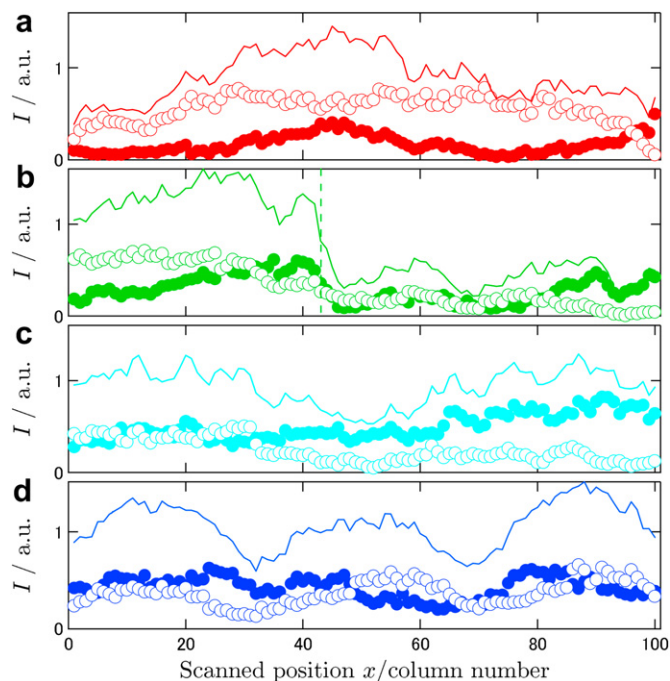 a
I / a.u.
1
0
b
I / a.u.
1
0
c
I / a.u.
1
0
d
I / a.u.
1
0
0 20 40 60 80 100
Scanned position x/column number